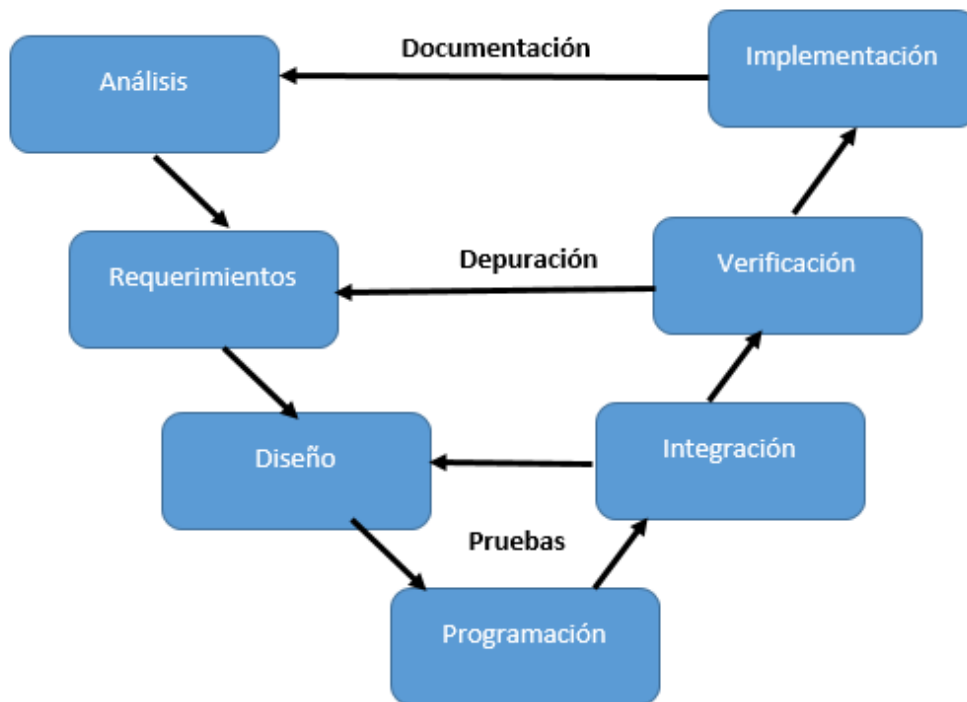 Documentación
Implementación
Análisis
Depuración
Verificación
Requerimientos
Integración
Diseño
Pruebas
Programación